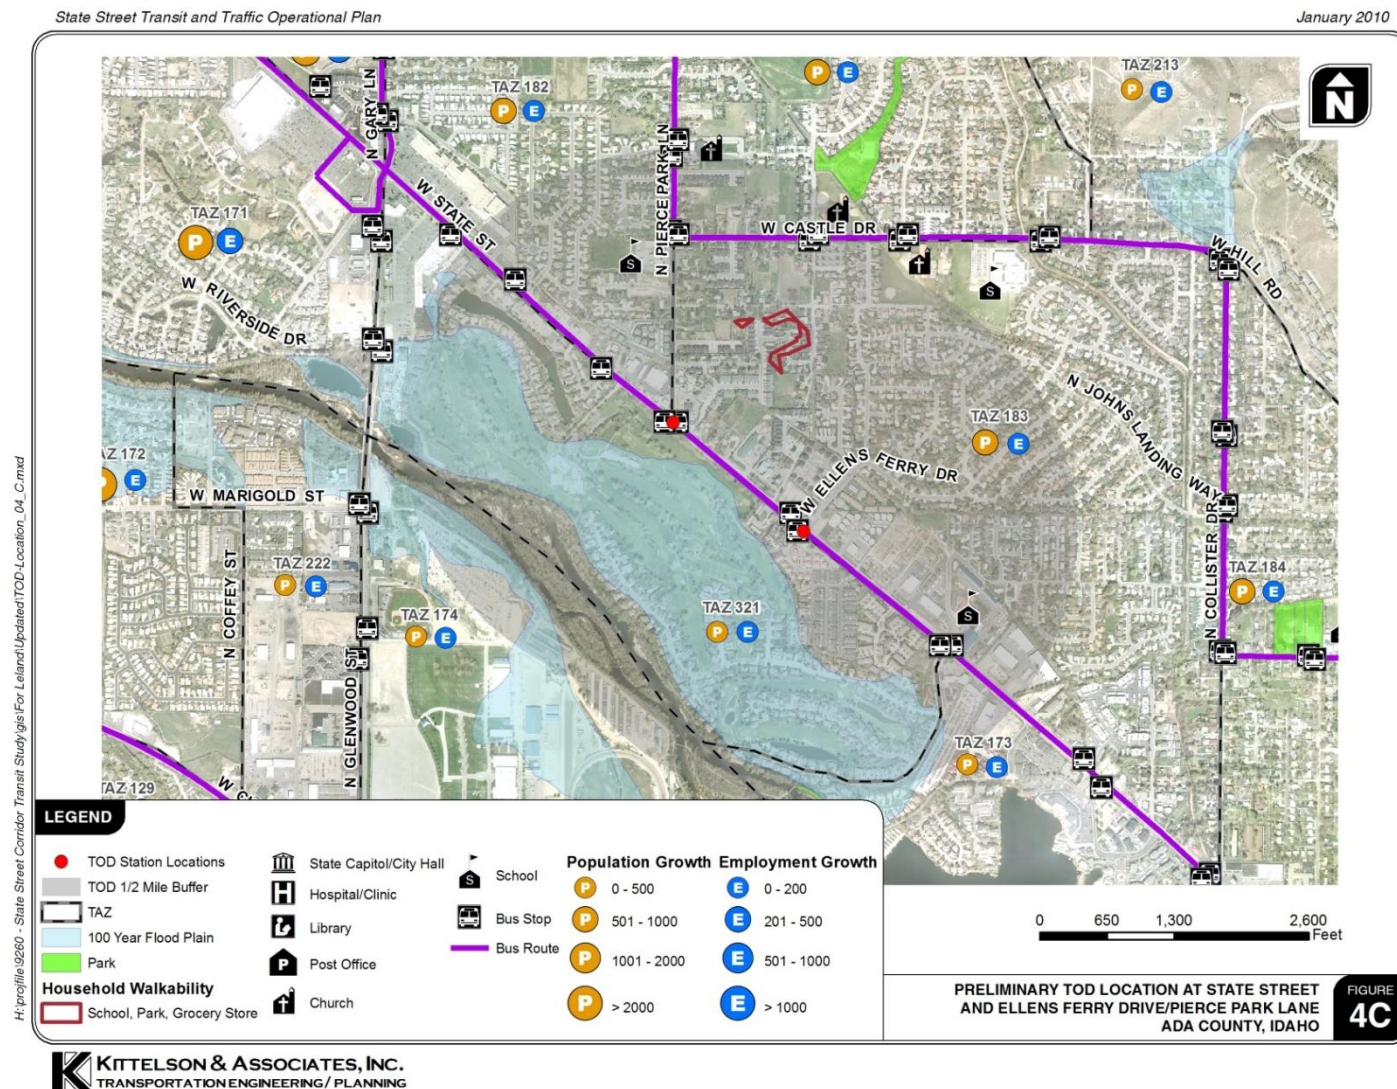 State Street Transit and Traffic Operational Plan
January 2010
N
TAZ 182
TAZ 213
P E
N GARY LN
N PIERCE PARK LN
W STATE ST
W CASTLE DR
W HILL RD
TAZ 171
P E
W RIVERSIDE DR
S
S
N JOHNS LANDING WAY
TAZ 183
P E
W ELLENS FERRY DR
TAZ 172
E
W MARIGOLD ST
N COFFEY ST
TAZ 222
P E
TAZ 174
P E
N GLENWOOD ST
TAZ 321
P E
S
TAZ 184
P E
N COLLISTER DR
TAZ 173
P E
TAZ 129
H:\projfile\9260 - State Street Corridor Transit Study\gis\For Leland\Updated\TOD-Location_04_C.mxd
LEGEND
TOD Station Locations
TOD 1/2 Mile Buffer
TAZ
100 Year Flood Plain
Park
Household Walkability
School, Park, Grocery Store
State Capitol/City Hall
H Hospital/Clinic
Library
P Post Office
Church
S School
Bus Stop
Bus Route
Population Growth
P 0 - 500
P 501 - 1000
P 1001 - 2000
P > 2000
Employment Growth
E 0 - 200
E 201 - 500
E 501 - 1000
E > 1000
0 650 1,300 2,600
Feet
PRELIMINARY TOD LOCATION AT STATE STREET
AND ELLENS FERRY DRIVE/PIERCE PARK LANE
ADA COUNTY, IDAHO
FIGURE
4C
KITTELSON & ASSOCIATES, INC.
TRANSPORTATION ENGINEERING / PLANNING